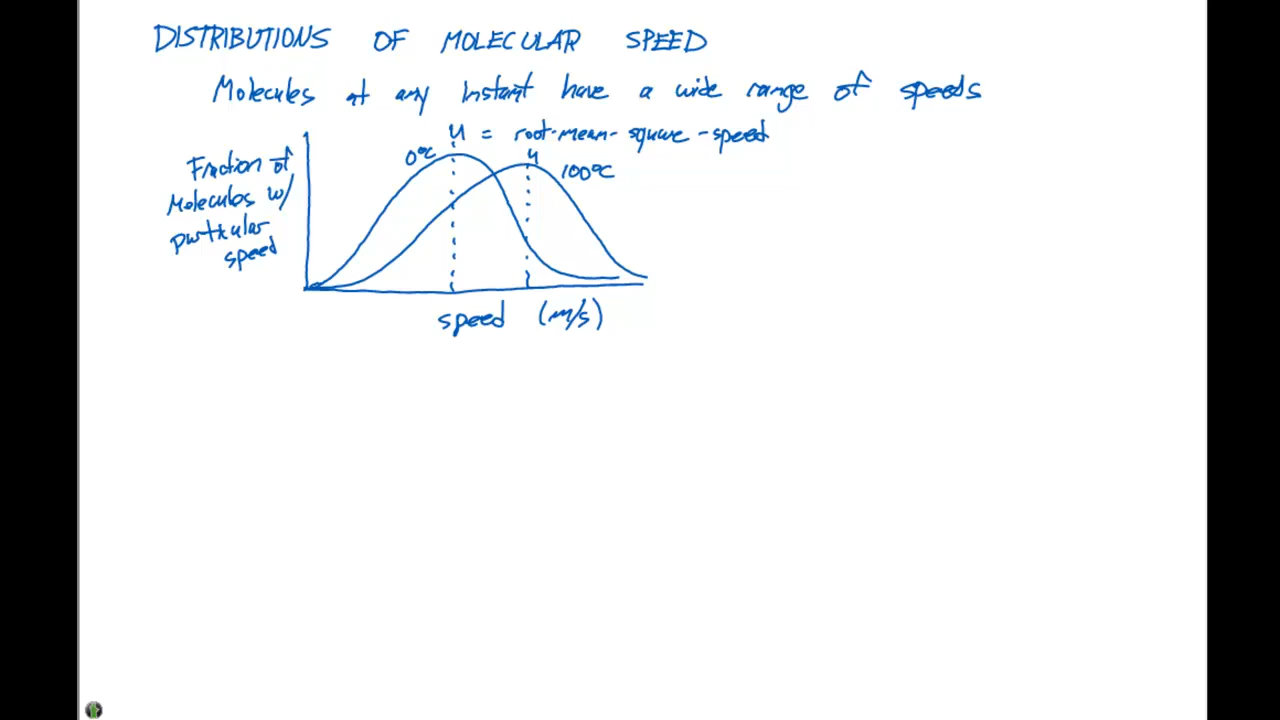 DISTRIBUTIONS OF MOLECULAR SPEED
Molecules at any instant have a wide range of speeds
u = root-mean-square-speed
0°C
u
100°C
Fraction of
Molecules w/
particular
speed
speed (m/s)